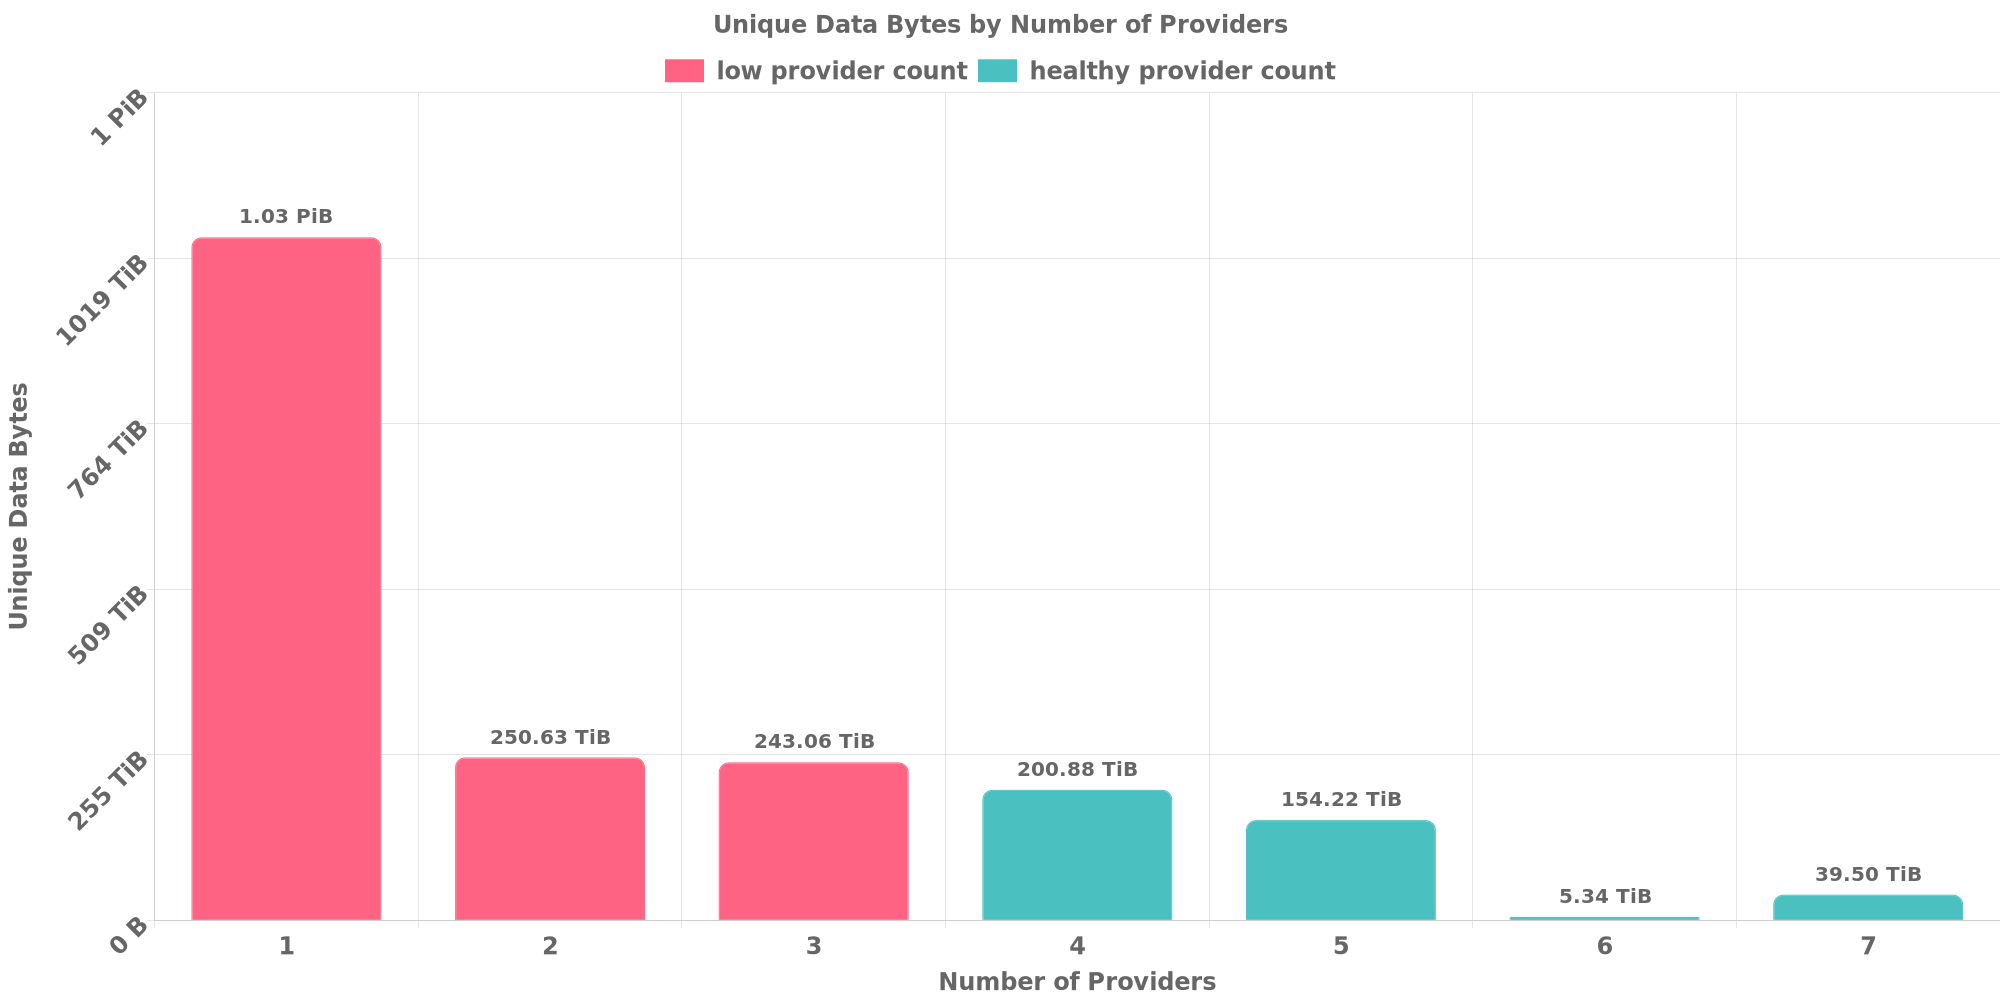 Unique Data Bytes by Number of Providers
low provider count healthy provider count
1 PiB
1019 TiB
764 TiB
509 TiB
255 TiB
0 B
Unique Data Bytes
1.03 PiB
250.63 TiB
243.06 TiB
200.88 TiB
154.22 TiB
5.34 TiB
39.50 TiB
1 2 3 4 5 6 7
Number of Providers